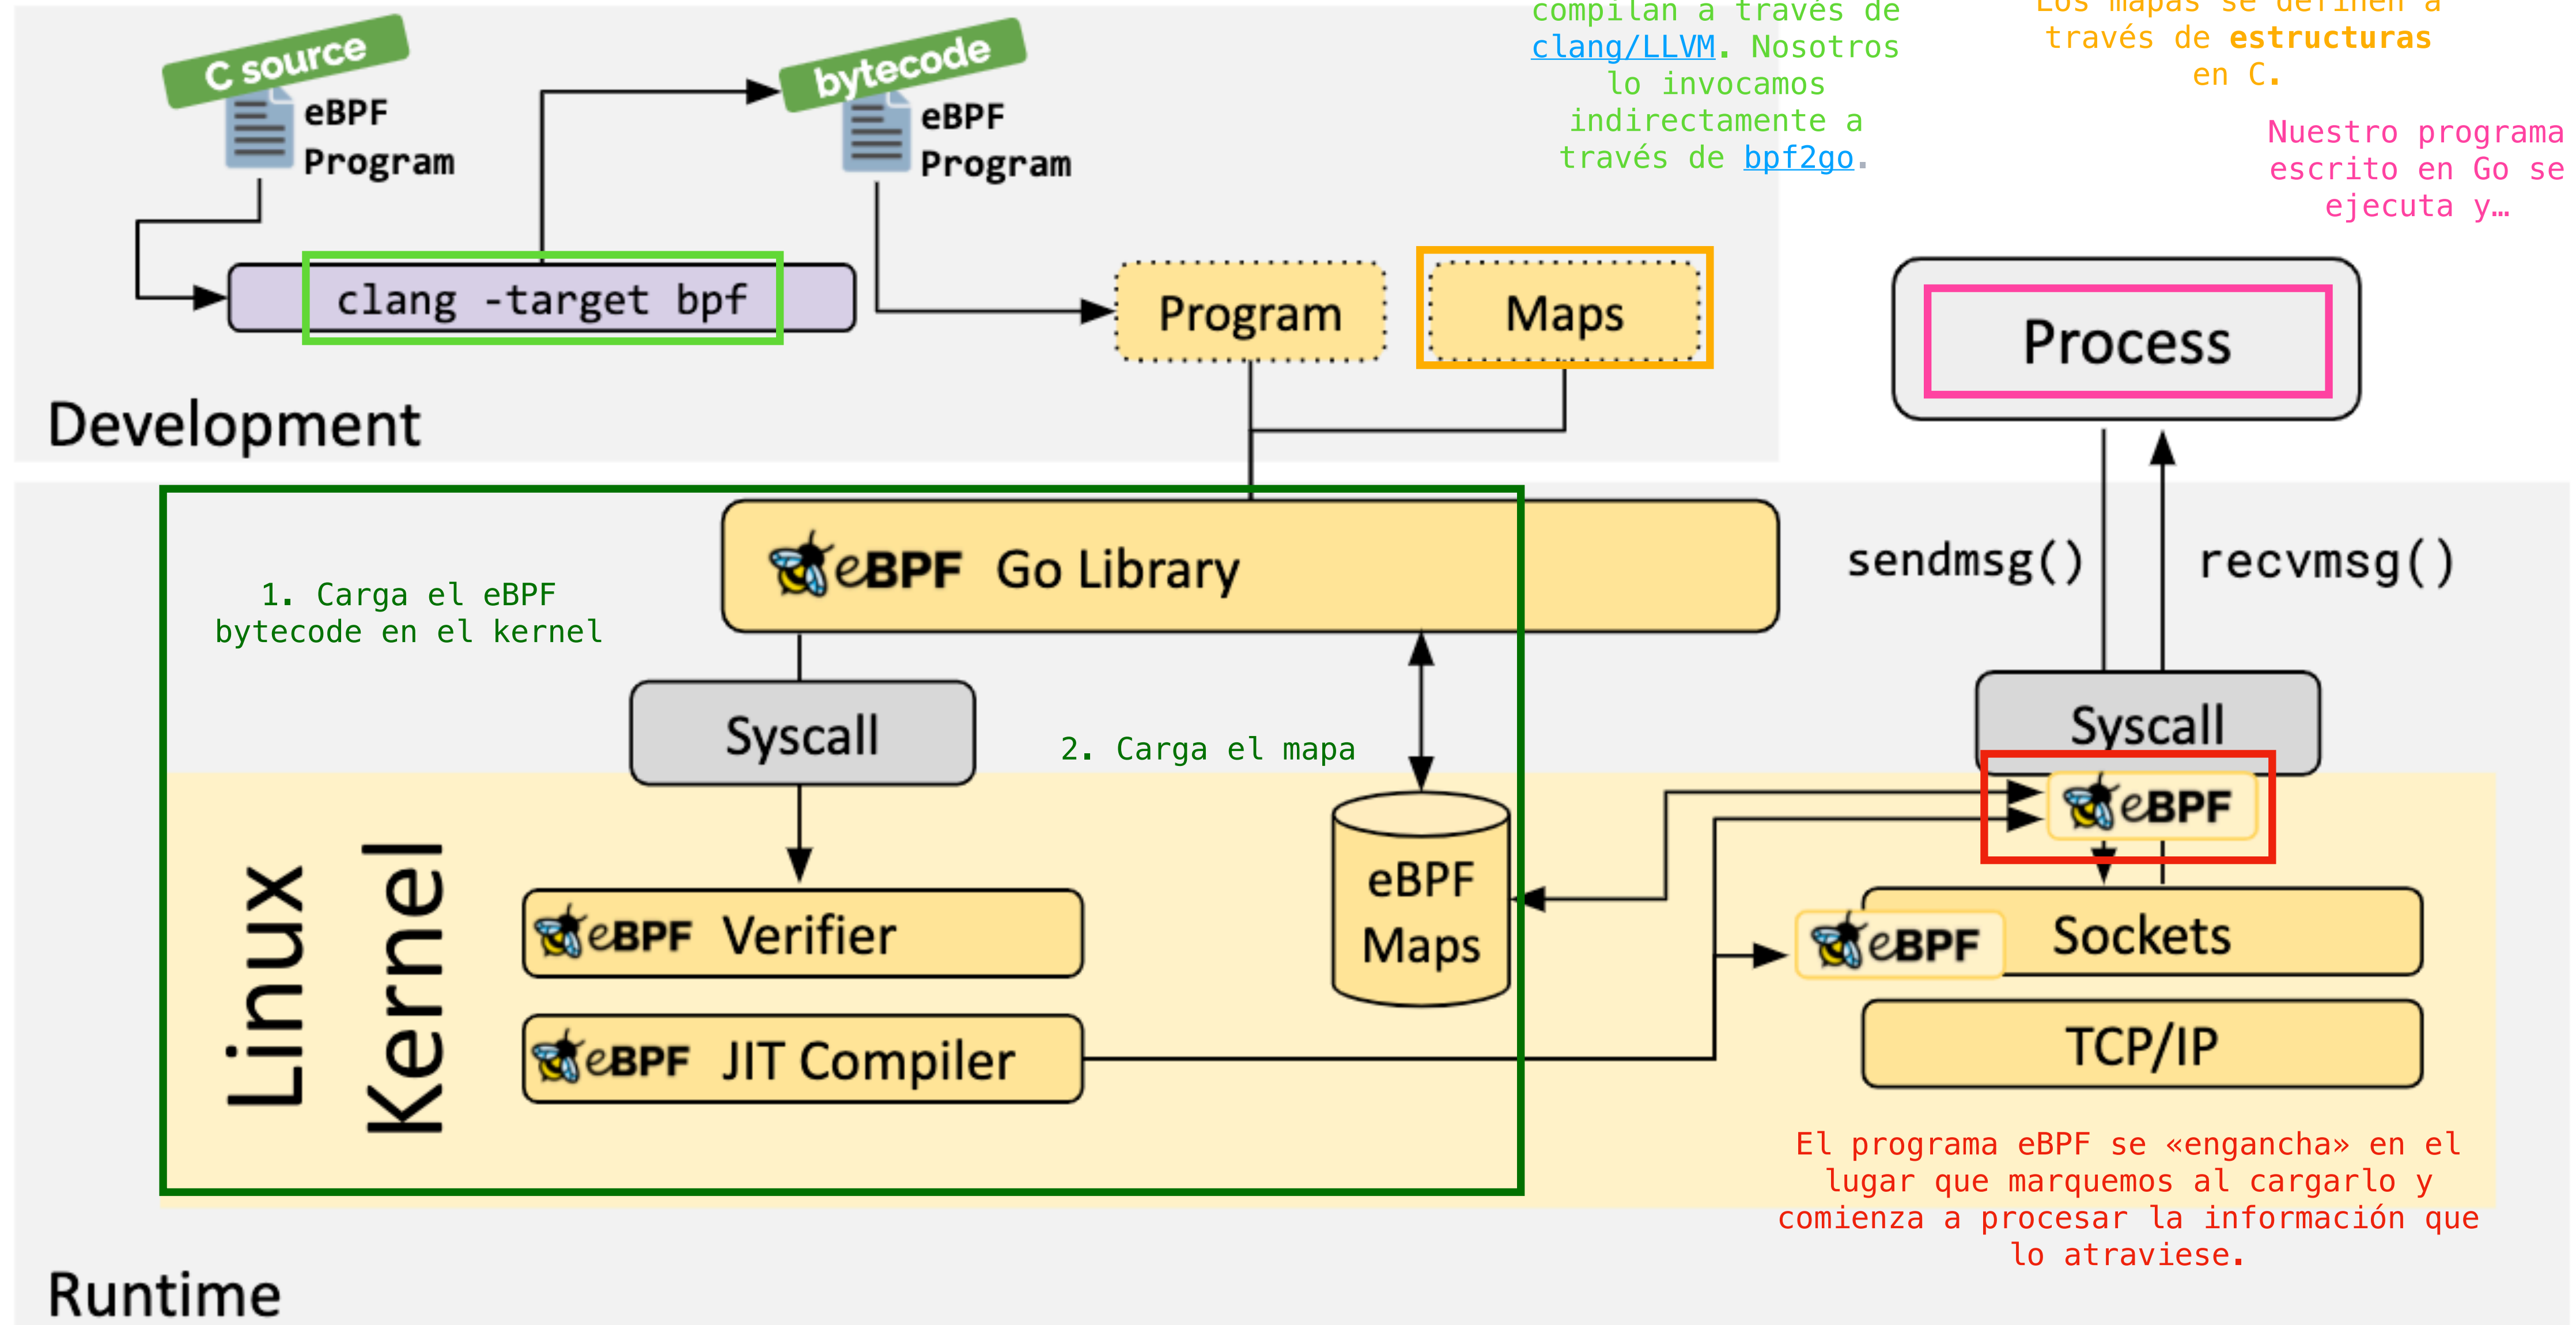 compilan a través de
clang/LLVM. Nosotros
lo invocamos
indirectamente a
través de bpf2go.
Los mapas se definen a
través de estructuras
en C.
Nuestro programa
escrito en Go se
ejecuta y…
C source
eBPF
Program
bytecode
eBPF
Program
clang -target bpf
Program
Maps
Process
Development
eBPF Go Library
sendmsg()
recvmsg()
1. Carga el eBPF
bytecode en el kernel
Syscall
2. Carga el mapa
Syscall
eBPF
Linux
Kernel
eBPF Verifier
eBPF
Maps
eBPF Sockets
eBPF JIT Compiler
TCP/IP
El programa eBPF se «engancha» en el
lugar que marquemos al cargarlo y
comienza a procesar la información que
lo atraviese.
Runtime